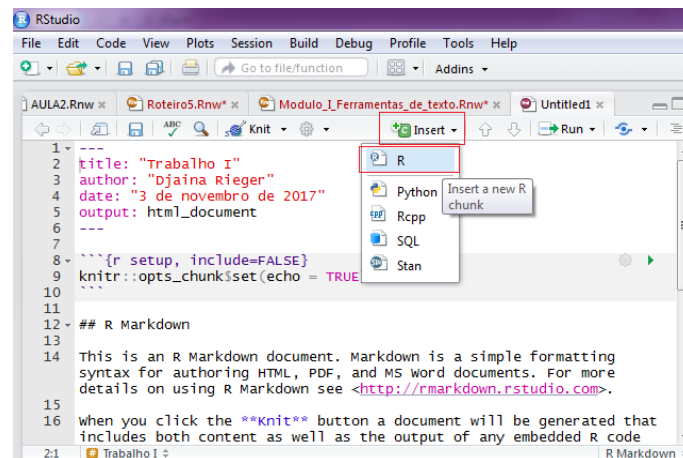 RStudio
File Edit Code View Plots Session Build Debug Profile Tools Help
Go to file/function Addins
AULA2.Rnw × Roteiro5.Rnw* × Modulo_I_Ferramentas_de_texto.Rnw* × Untitled1 ×
ABC Knit Insert Run
1 ---
2 title: "Trabalho I"
3 author: "Djaina Rieger"
4 date: "3 de novembro de 2017"
5 output: html_document
6 ---
7
8 ```{r setup, include=FALSE}
9 knitr::opts_chunk$set(echo = TRUE
10 ```
11
12 ## R Markdown
13
14 This is an R Markdown document. Markdown is a simple formatting
syntax for authoring HTML, PDF, and MS Word documents. For more
details on using R Markdown see <http://rmarkdown.rstudio.com>.
15
16 When you click the **Knit** button a document will be generated that
includes both content as well as the output of any embedded R code
R
Python
Rcpp
SQL
Stan
Insert a new R
chunk
2:1 Trabalho I R Markdown